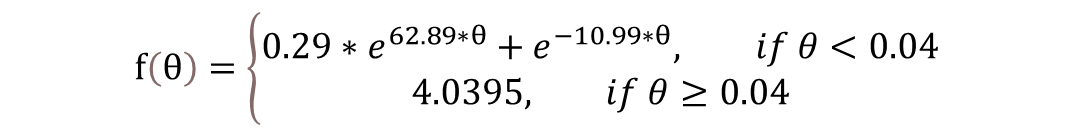 f(θ) = { 0.29 * e^{62.89*θ} + e^{−10.99*θ}, if θ < 0.04
4.0395, if θ ≥ 0.04